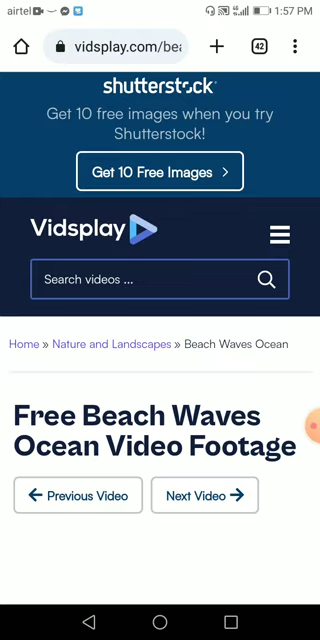 airtel 1:57 PM
vidsplay.com/bea 42
shutterstock
Get 10 free images when you try
Shutterstock!
Get 10 Free Images
Vidsplay
Search videos ...
Home » Nature and Landscapes » Beach Waves Ocean
Free Beach Waves
Ocean Video Footage
Previous Video Next Video